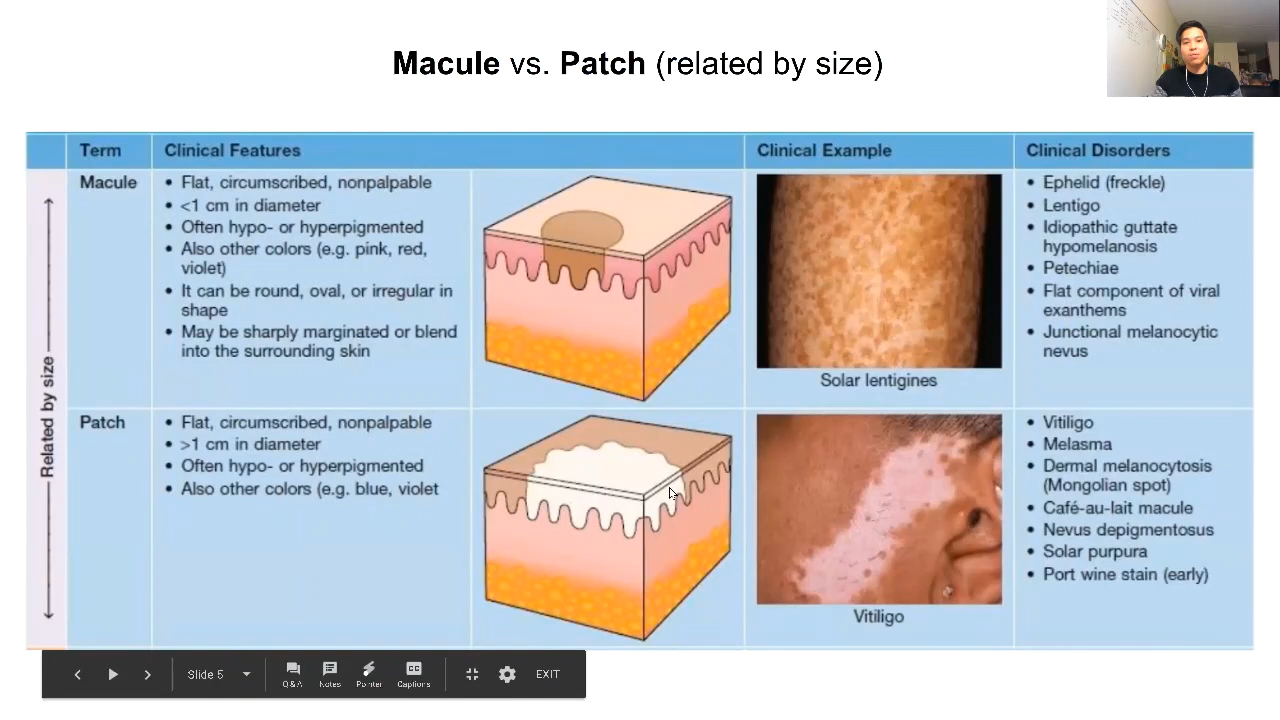 Macule vs. Patch (related by size)
Term
Clinical Features
Clinical Example
Clinical Disorders
Related by size
Macule
• Flat, circumscribed, nonpalpable
• <1 cm in diameter
• Often hypo- or hyperpigmented
• Also other colors (e.g. pink, red,
violet)
• It can be round, oval, or irregular in
shape
• May be sharply marginated or blend
into the surrounding skin
Solar lentigines
• Ephelid (freckle)
• Lentigo
• Idiopathic guttate
hypomelanosis
• Petechiae
• Flat component of viral
exanthems
• Junctional melanocytic
nevus
Patch
• Flat, circumscribed, nonpalpable
• >1 cm in diameter
• Often hypo- or hyperpigmented
• Also other colors (e.g. blue, violet
Vitiligo
• Vitiligo
• Melasma
• Dermal melanocytosis
(Mongolian spot)
• Café-au-lait macule
• Nevus depigmentosus
• Solar purpura
• Port wine stain (early)
Slide 5
Q&A
Notes
Pointer
CC
Captions
EXIT